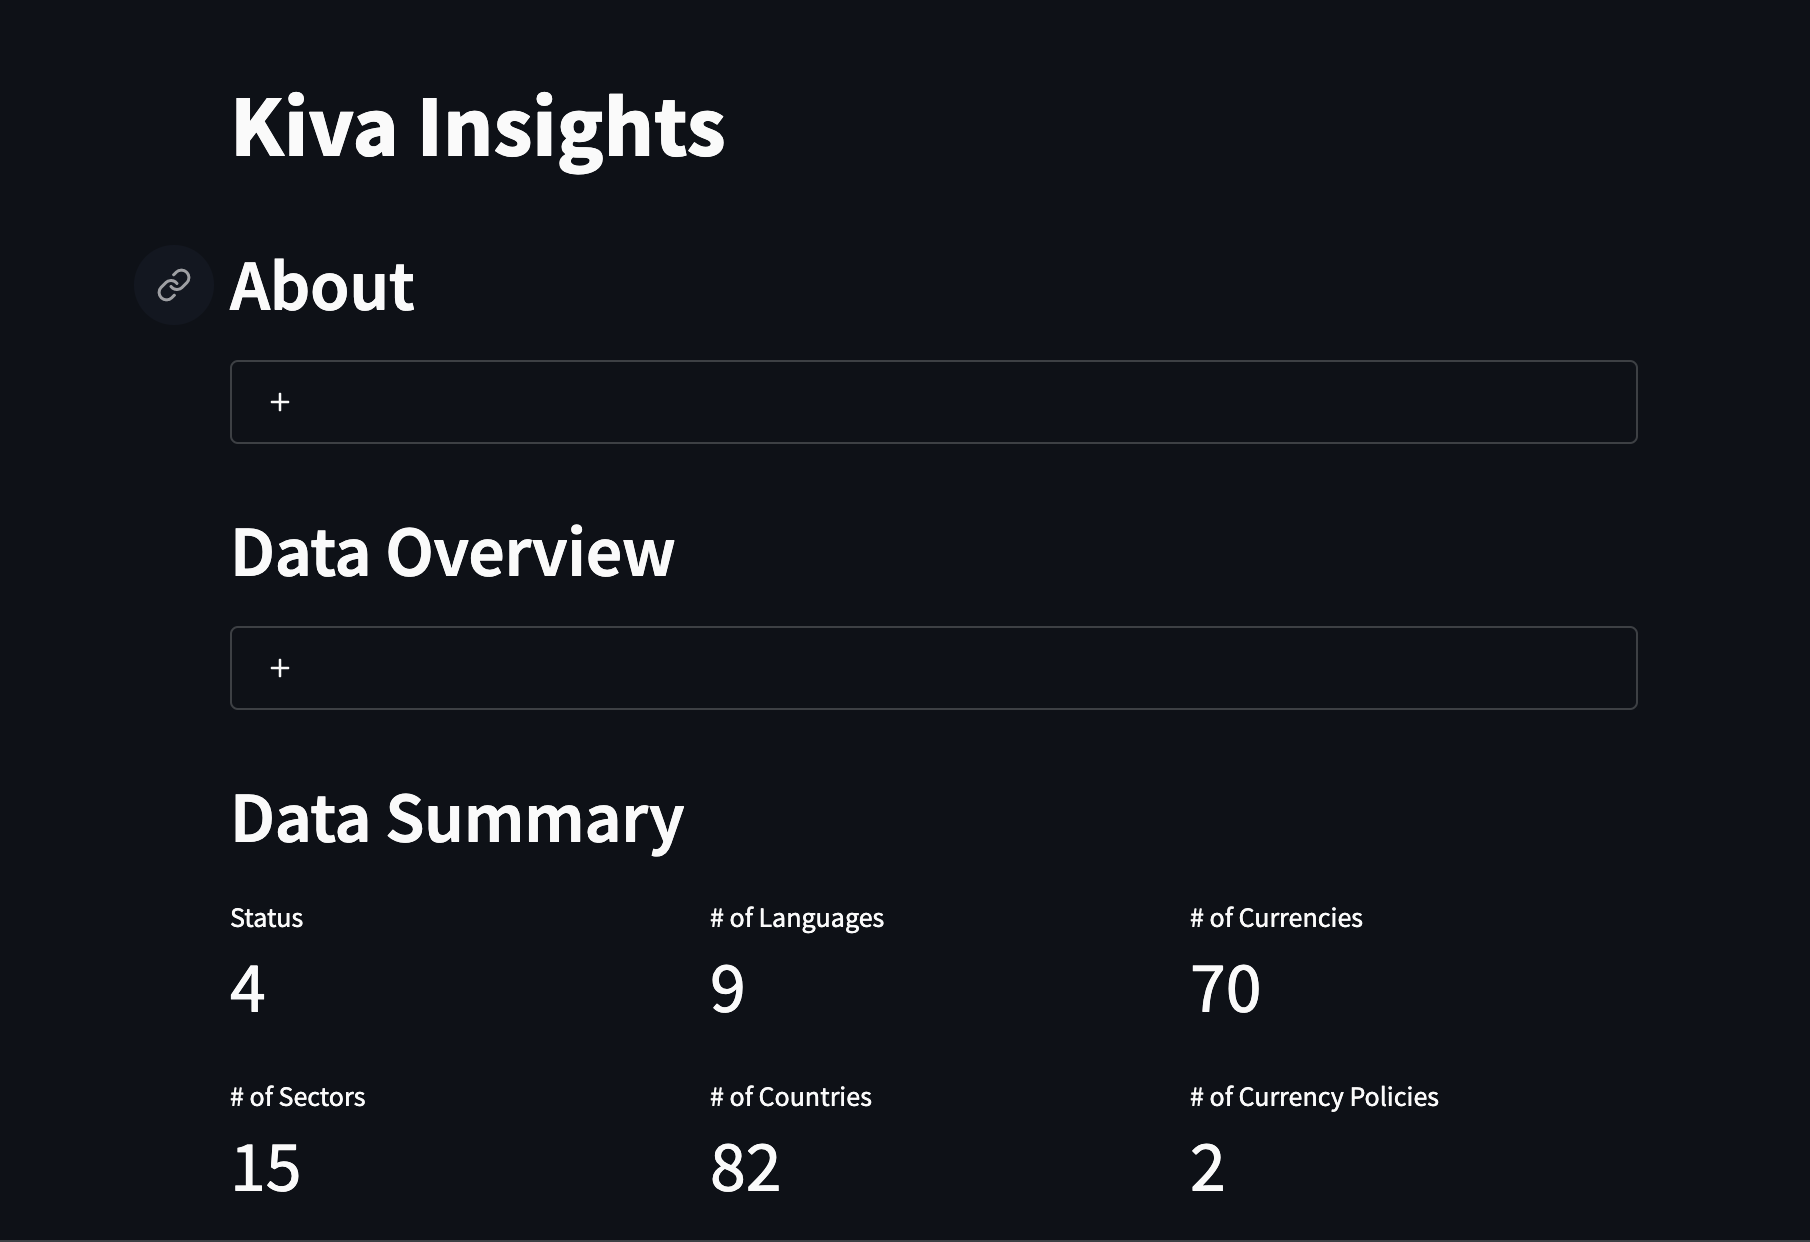 Kiva Insights
About
+
Data Overview
+
Data Summary
Status
# of Languages
# of Currencies
4
9
70
# of Sectors
# of Countries
# of Currency Policies
15
82
2